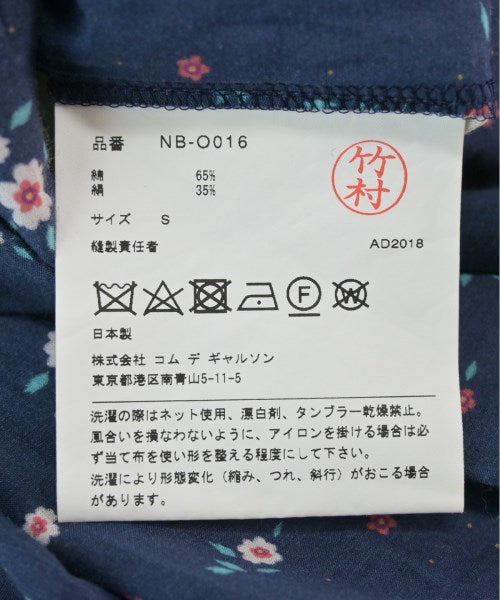 品番 NB-O016
綿 65%
絹 35%
竹村
サイズ S
縫製責任者 AD2018
F W
日本製
株式会社 コム デ ギャルソン
東京都港区南青山5-11-5
洗濯の際はネット使用、漂白剤、タンブラー乾燥禁止。
風合いを損なわないように、アイロンを掛ける場合は必
ず当て布を使い形を整える程度にして下さい。
洗濯により形態変化（縮み、つれ、斜行）がおこる場合
があります。